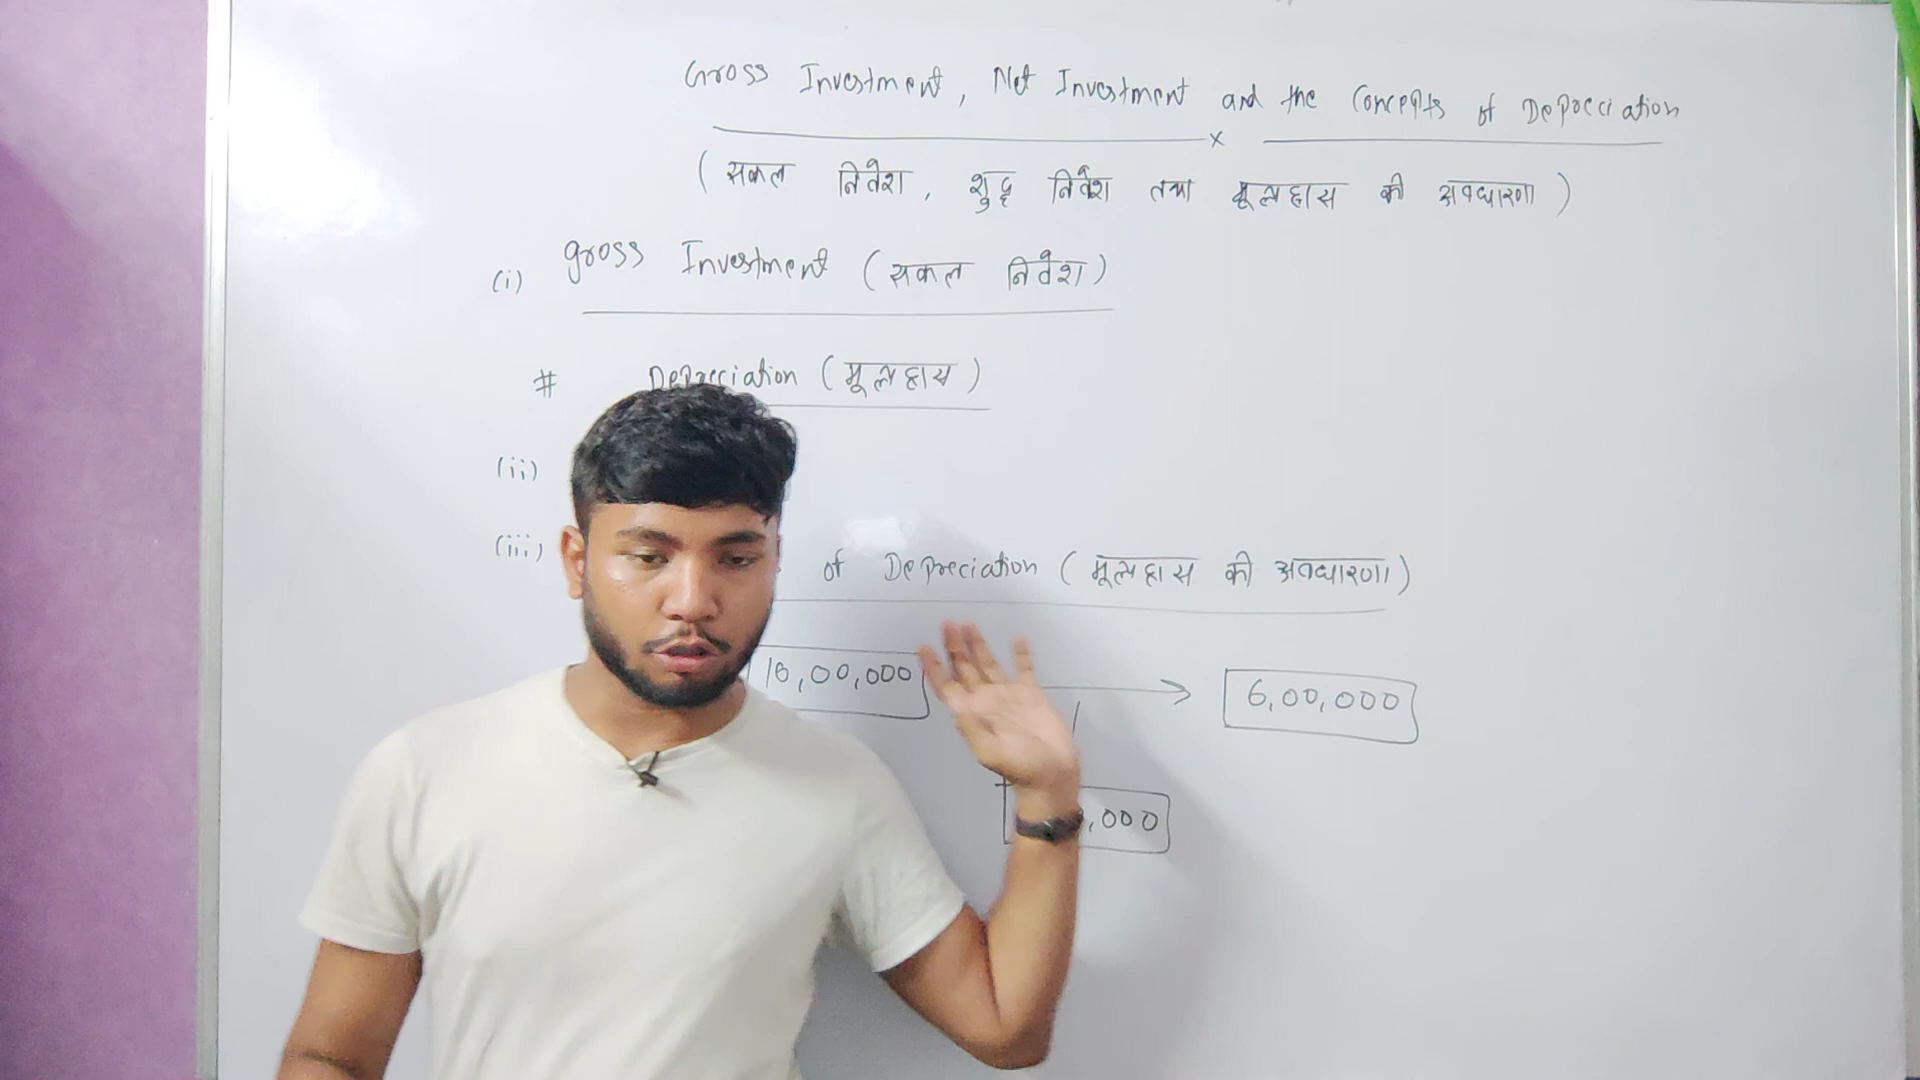 Gross Investment, Net Investment and the Concepts of Depreciation
x
(सकल निवेश, शुद्ध निवेश तथा मूल्यह्रास की अवधारणा)
(i) gross Investment (सकल निवेश)
# Depreciation (मूल्यह्रास)
(ii)
(iii) of Depreciation (मूल्यह्रास की अवधारणा)
10,00,000 → 6,00,000
,000